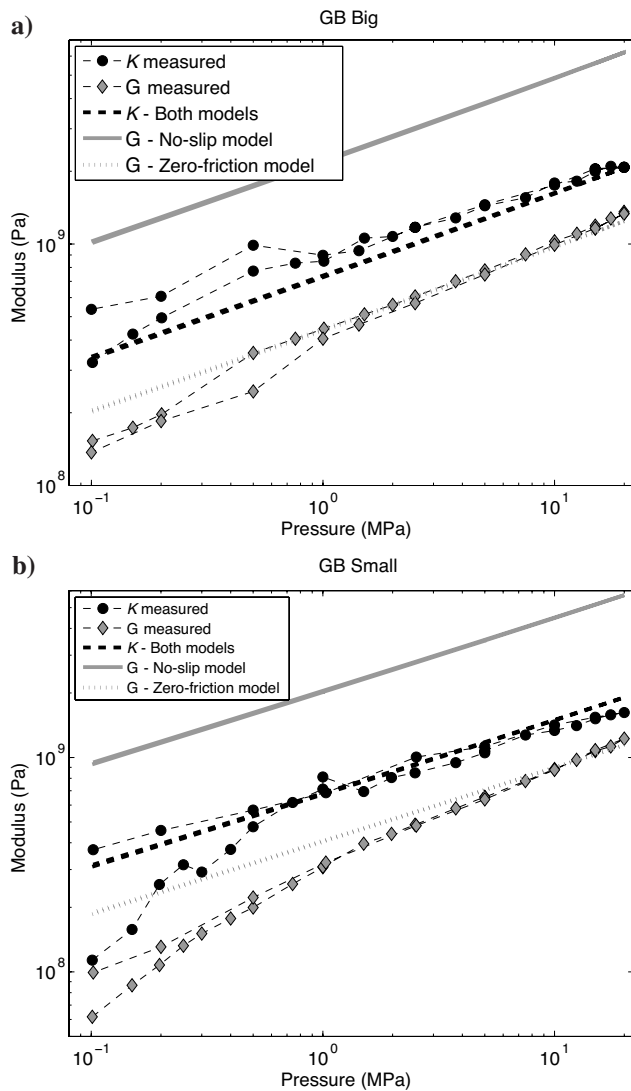 a)
GB Big
K measured
G measured
K - Both models
G - No-slip model
G - Zero-friction model
Modulus (Pa)
10^9
10^8
10^-1
10^0
10^1
Pressure (MPa)
b)
GB Small
K measured
G measured
K - Both models
G - No-slip model
G - Zero-friction model
Modulus (Pa)
10^9
10^8
10^-1
10^0
10^1
Pressure (MPa)